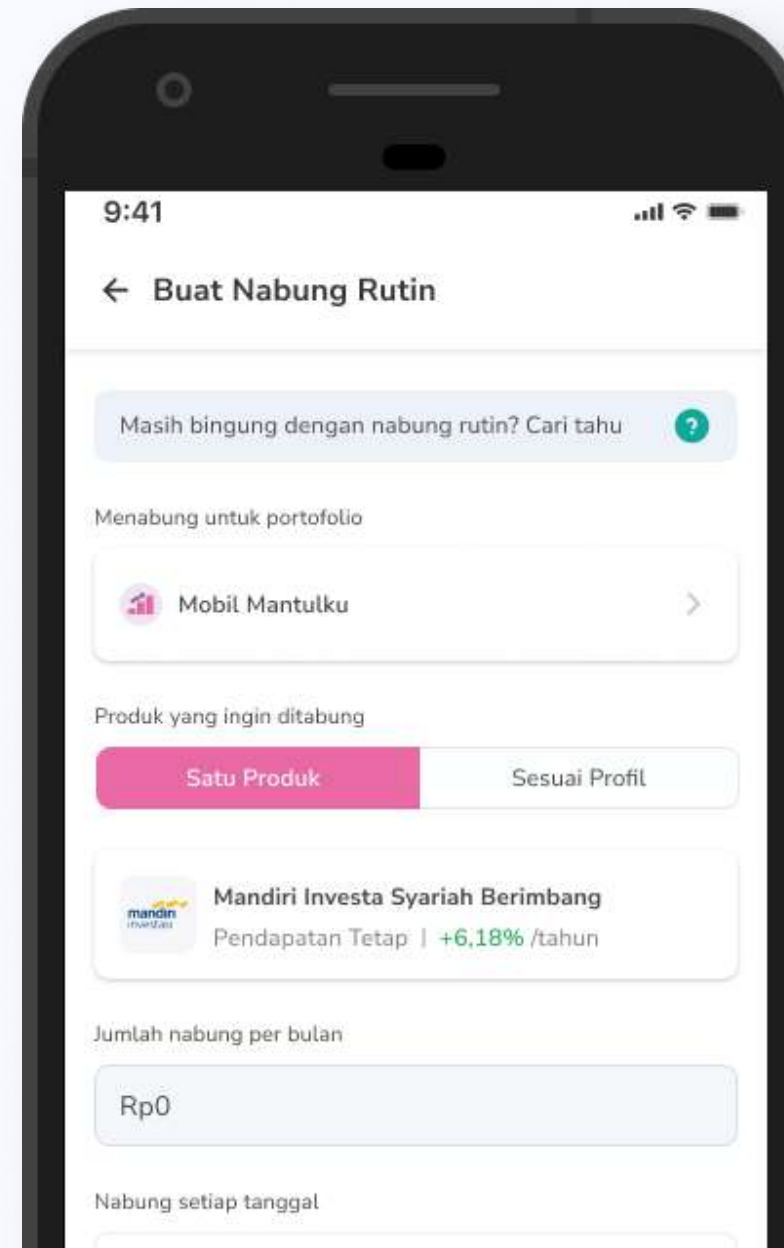 9:41
Buat Nabung Rutin
Masih bingung dengan nabung rutin? Cari tahu
?
Menabung untuk portofolio
Mobil Mantulku
Produk yang ingin ditabung
Satu Produk
Sesuai Profil
mandiri
investasi
Mandiri Investa Syariah Berimbang
Pendapatan Tetap | +6,18% /tahun
Jumlah nabung per bulan
Rp0
Nabung setiap tanggal